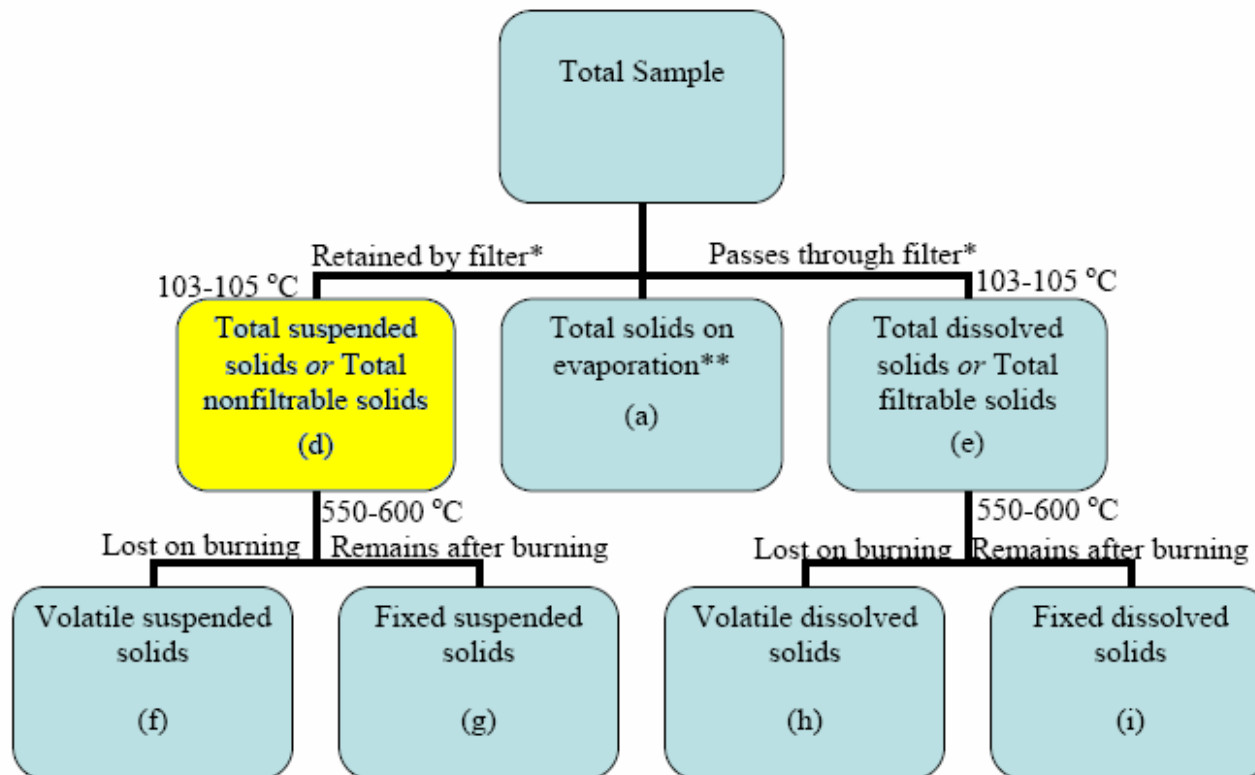 Total Sample
Retained by filter*
Passes through filter*
103-105 °C
103-105 °C
Total suspended
solids or Total
nonfiltrable solids
(d)
Total solids on
evaporation**
(a)
Total dissolved
solids or Total
filtrable solids
(e)
550-600 °C
550-600 °C
Lost on burning
Remains after burning
Lost on burning
Remains after burning
Volatile suspended
solids
(f)
Fixed suspended
solids
(g)
Volatile dissolved
solids
(h)
Fixed dissolved
solids
(i)